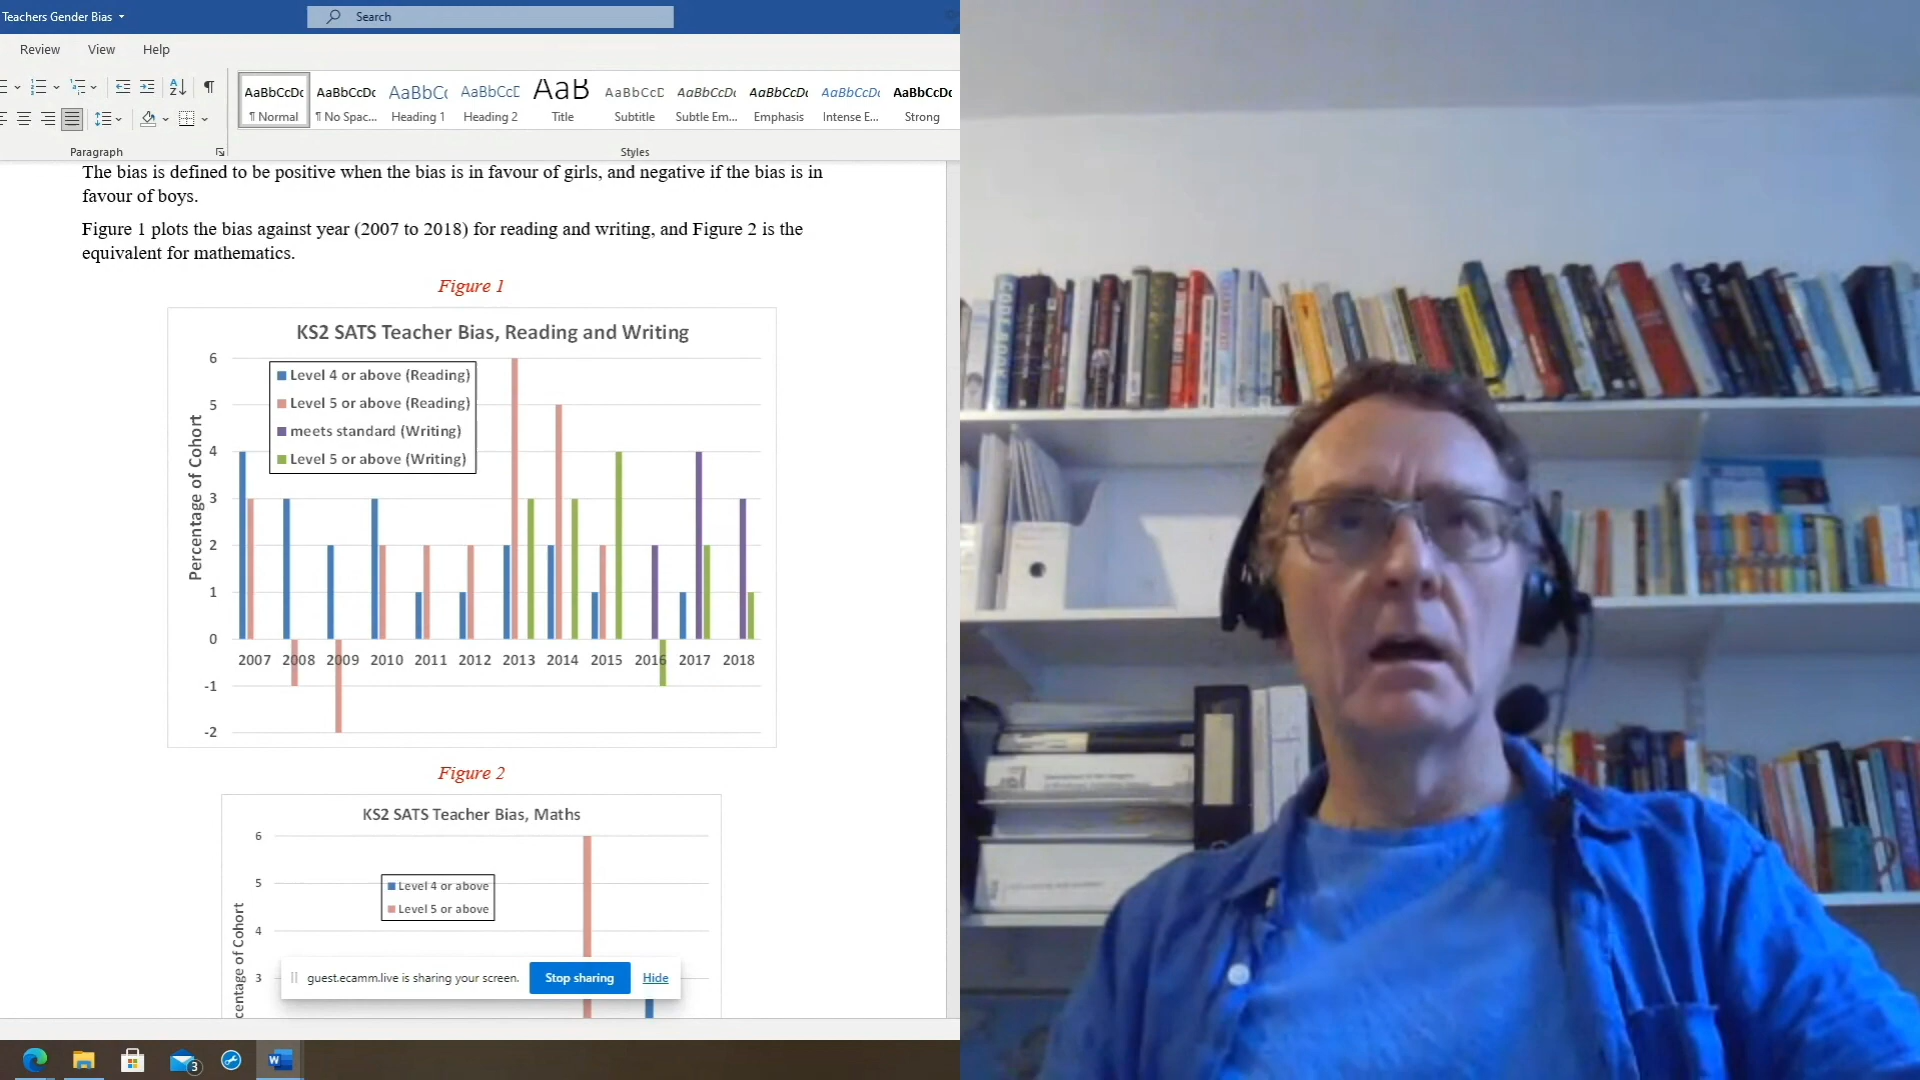 Teachers Gender Bias
Search
Review View Help
AaBbCcDc AaBbCcDc AaBbCc AaBbCcE AaB AaBbCcD AaBbCcDc AaBbCcDc AaBbCcDc AaBbCcDc
¶ Normal ¶ No Spac... Heading 1 Heading 2 Title Subtitle Subtle Em... Emphasis Intense E... Strong
Paragraph Styles
The bias is defined to be positive when the bias is in favour of girls, and negative if the bias is in
favour of boys.
Figure 1 plots the bias against year (2007 to 2018) for reading and writing, and Figure 2 is the
equivalent for mathematics.
Figure 1
KS2 SATS Teacher Bias, Reading and Writing
Percentage of Cohort
6
5
4
3
2
1
0
-1
-2
Level 4 or above (Reading)
Level 5 or above (Reading)
meets standard (Writing)
Level 5 or above (Writing)
2007 2008 2009 2010 2011 2012 2013 2014 2015 2016 2017 2018
Figure 2
KS2 SATS Teacher Bias, Maths
centage of Cohort
6
5
4
3
Level 4 or above
Level 5 or above
guest.ecamm.live is sharing your screen. Stop sharing Hide
3